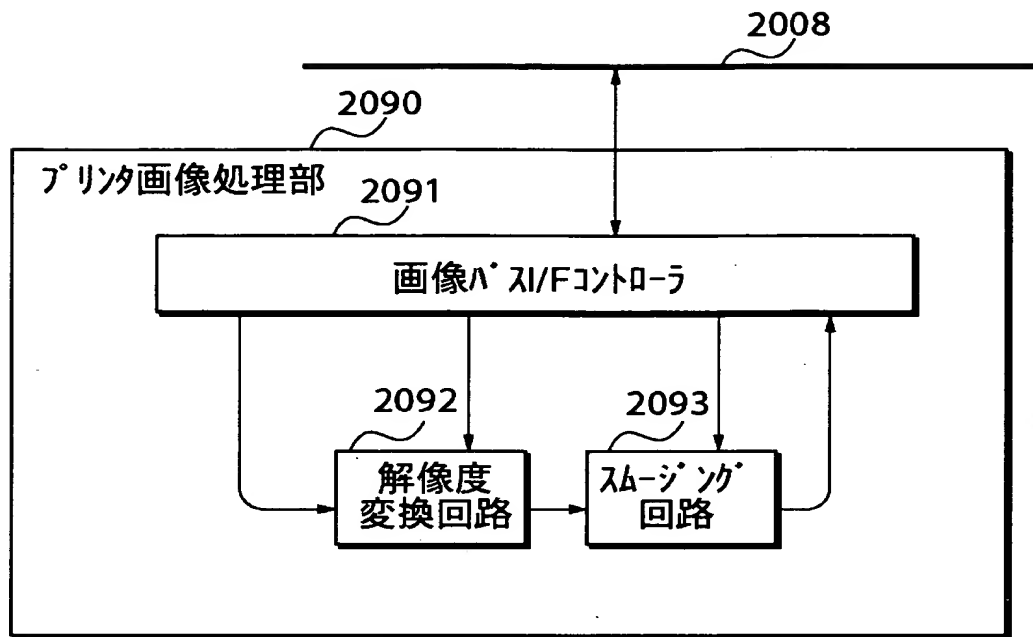 2008
2090
プリンタ画像処理部
2091
画像バスI/Fコントローラ
2092
2093
解像度
変換回路
スムージング
回路